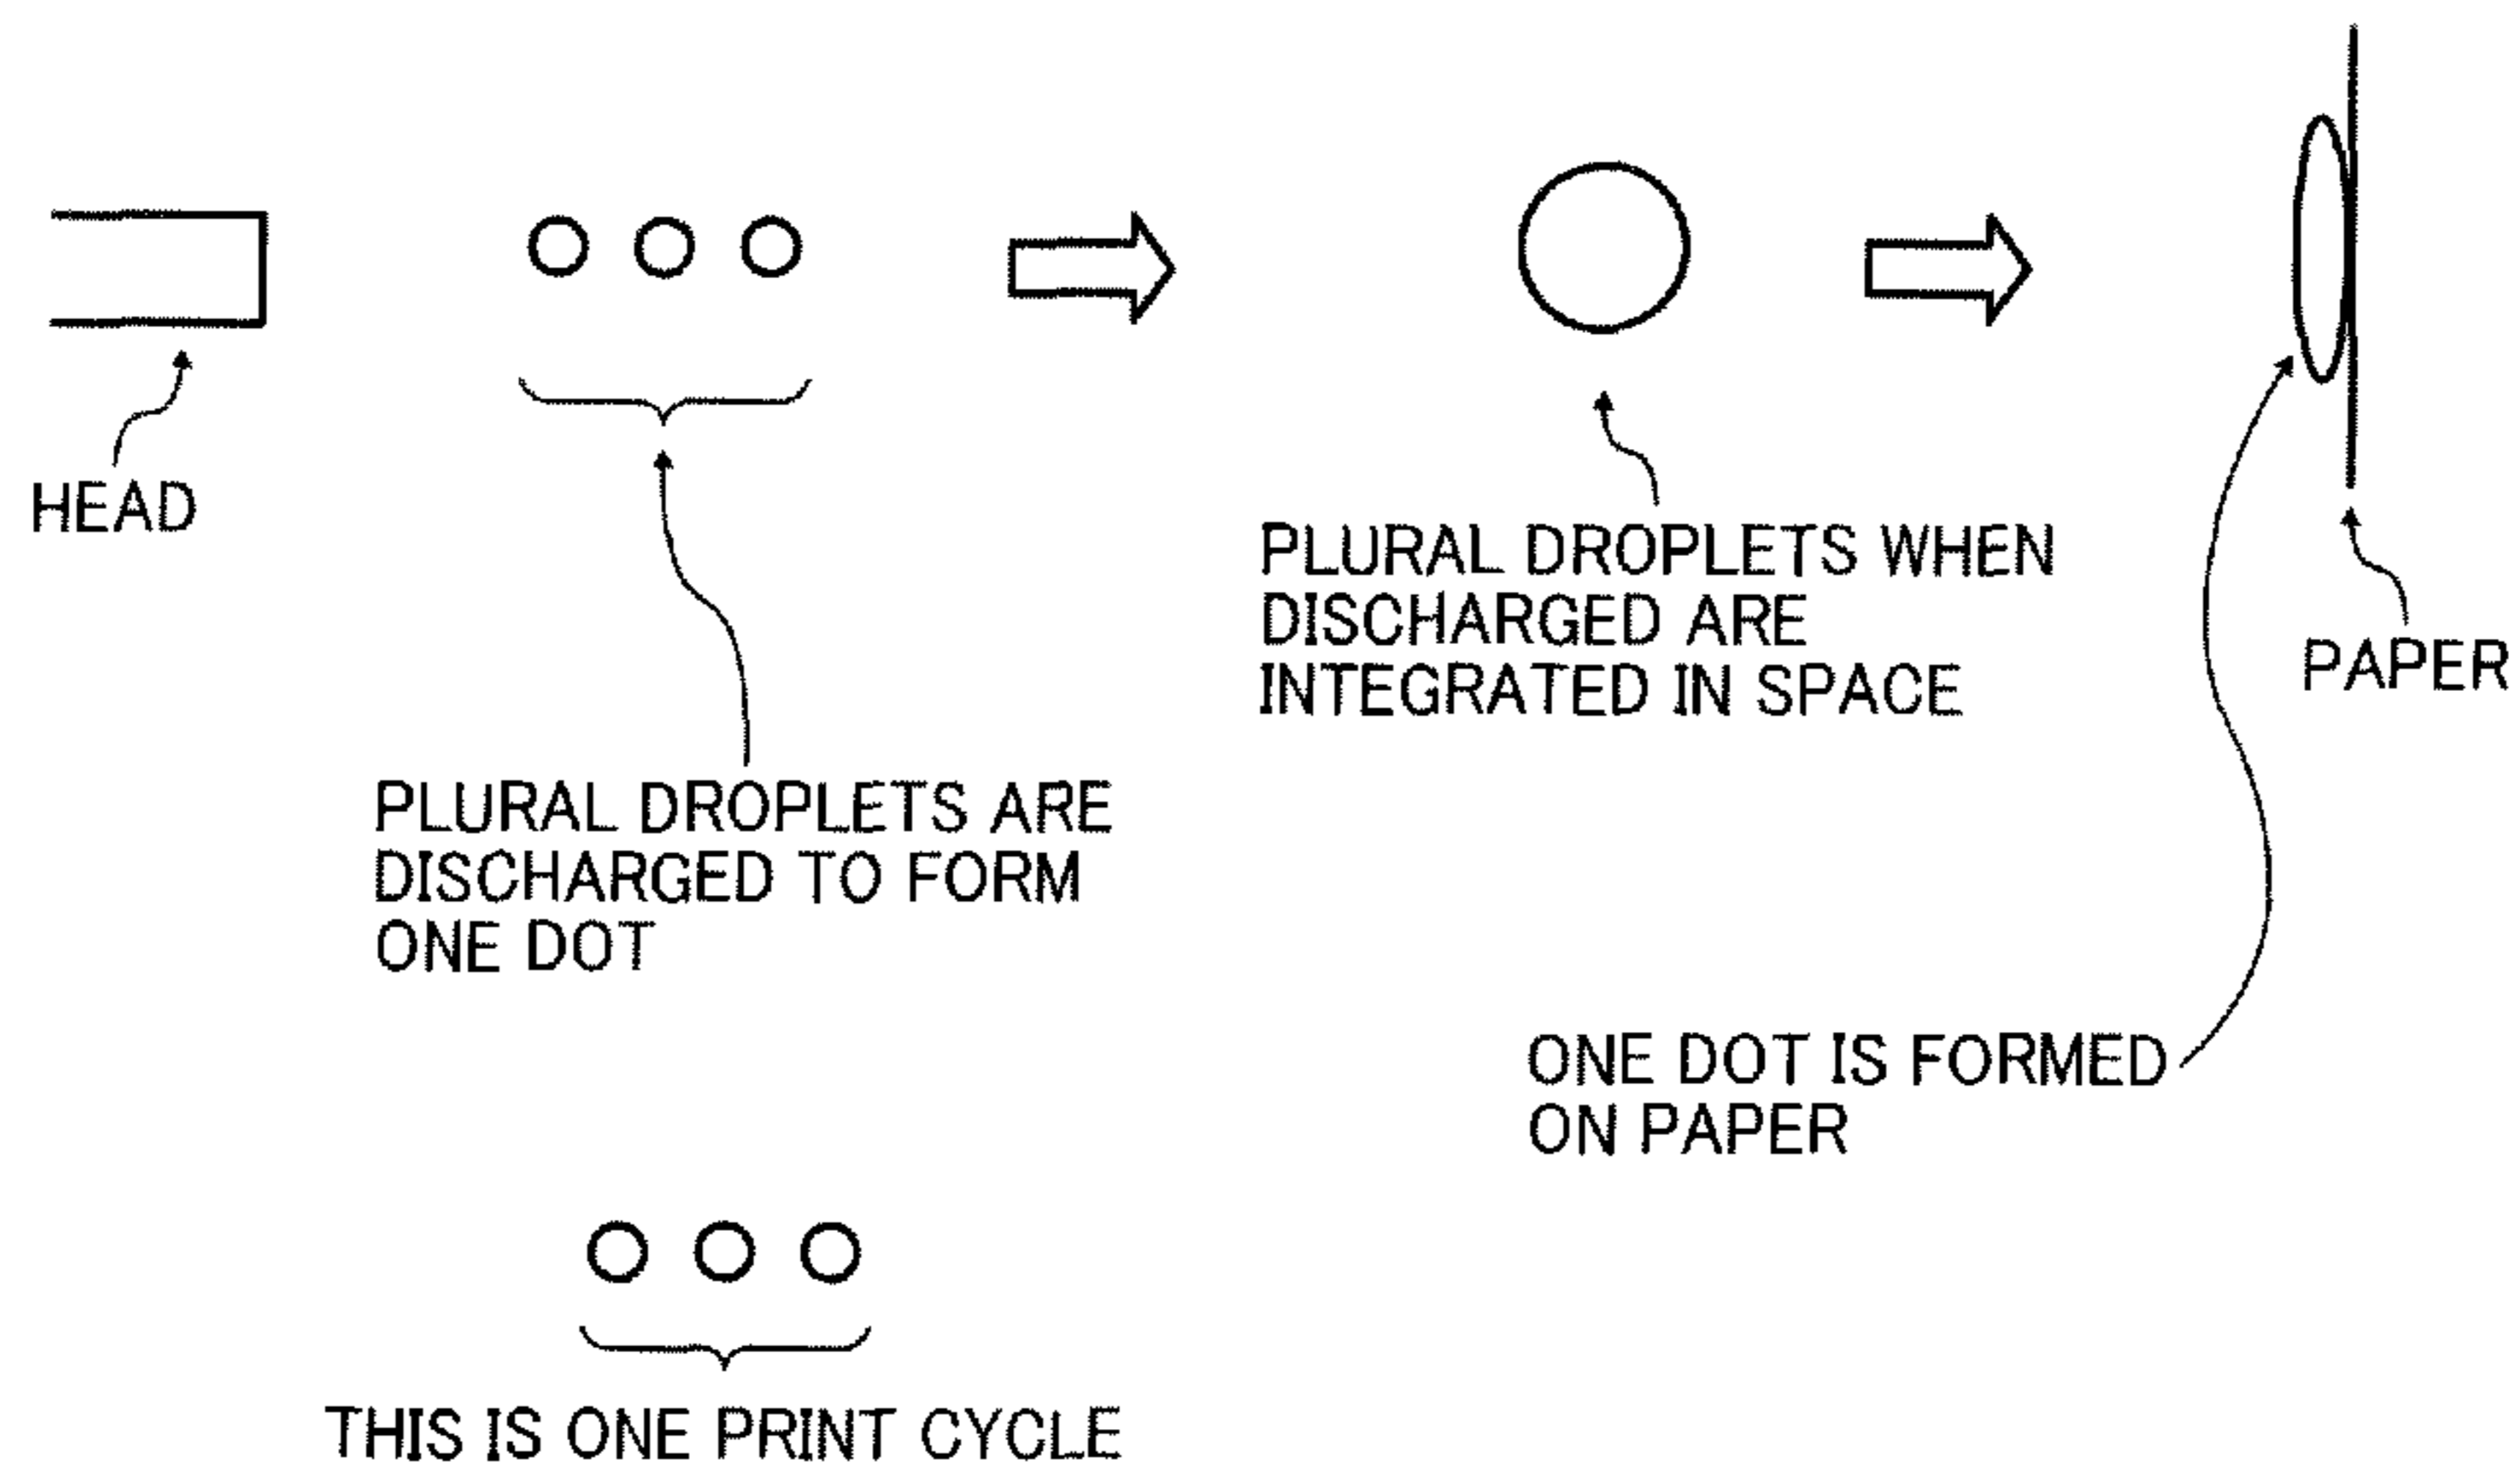 HEAD
PLURAL DROPLETS ARE
DISCHARGED TO FORM
ONE DOT
PLURAL DROPLETS WHEN
DISCHARGED ARE
INTEGRATED IN SPACE
PAPER
ONE DOT IS FORMED
ON PAPER
THIS IS ONE PRINT CYCLE